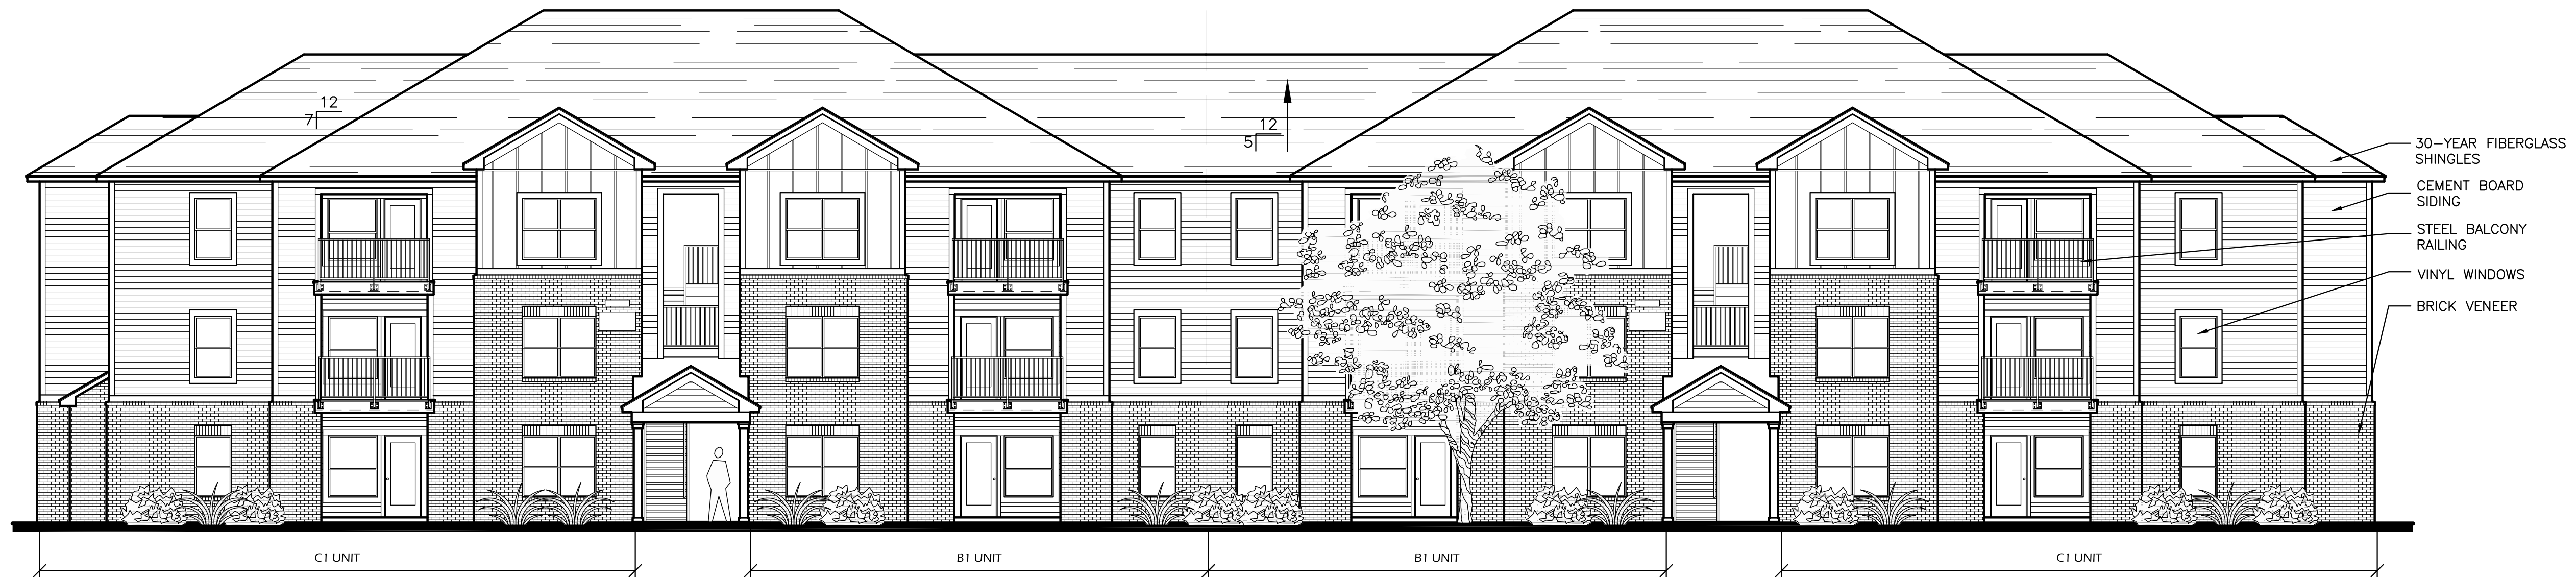 12
7
12
5
30-YEAR FIBERGLASS
SHINGLES
CEMENT BOARD
SIDING
STEEL BALCONY
RAILING
VINYL WINDOWS
BRICK VENEER
C1 UNIT
B1 UNIT
B1 UNIT
C1 UNIT